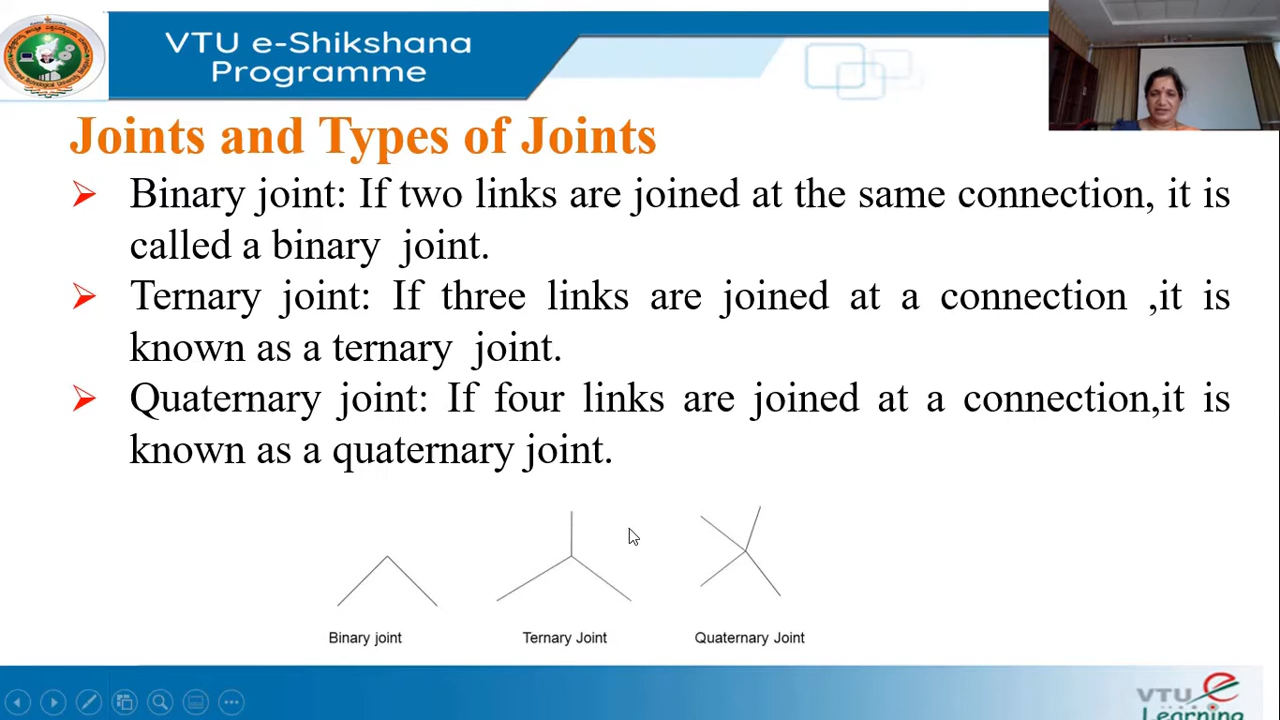 VTU e-Shikshana
Programme
Joints and Types of Joints
Binary joint: If two links are joined at the same connection, it is
called a binary joint.
Ternary joint: If three links are joined at a connection ,it is
known as a ternary joint.
Quaternary joint: If four links are joined at a connection,it is
known as a quaternary joint.
Binary joint
Ternary Joint
Quaternary Joint
VTU e
Learning